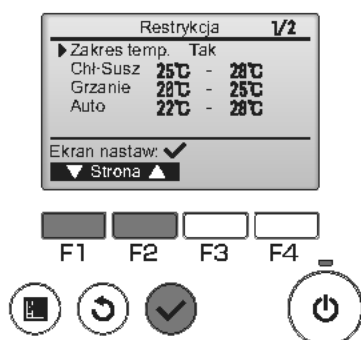 Restrykcja 1/2
Zakres temp. Tak
Chł-Susz 25℃ - 28℃
Grzanie 20℃ - 25℃
Auto 22℃ - 28℃
Ekran nastaw: ✔
▼ Strona ▲
F1 F2 F3 F4